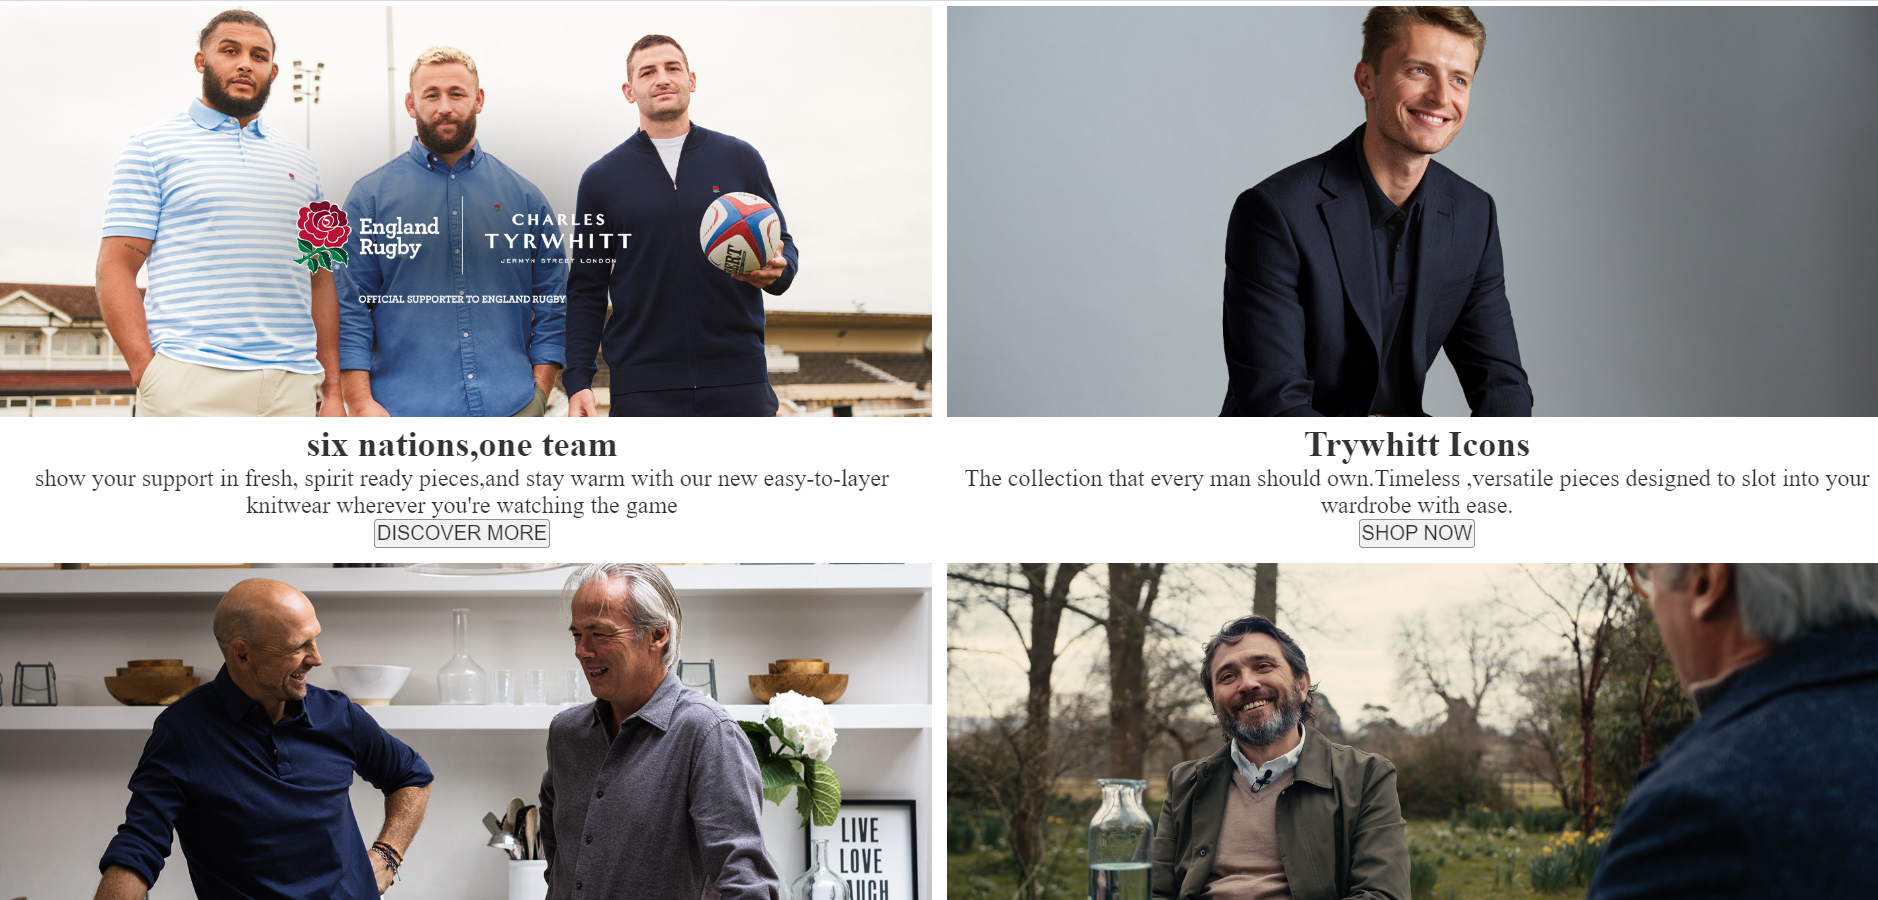 England
Rugby
CHARLES
TYRWHITT
JERMYN STREET LONDON
OFFICIAL SUPPORTER TO ENGLAND RUGBY
six nations,one team
show your support in fresh, spirit ready pieces,and stay warm with our new easy-to-layer
knitwear wherever you're watching the game
DISCOVER MORE
Trywhitt Icons
The collection that every man should own.Timeless ,versatile pieces designed to slot into your
wardrobe with ease.
SHOP NOW
LIVE
LOVE